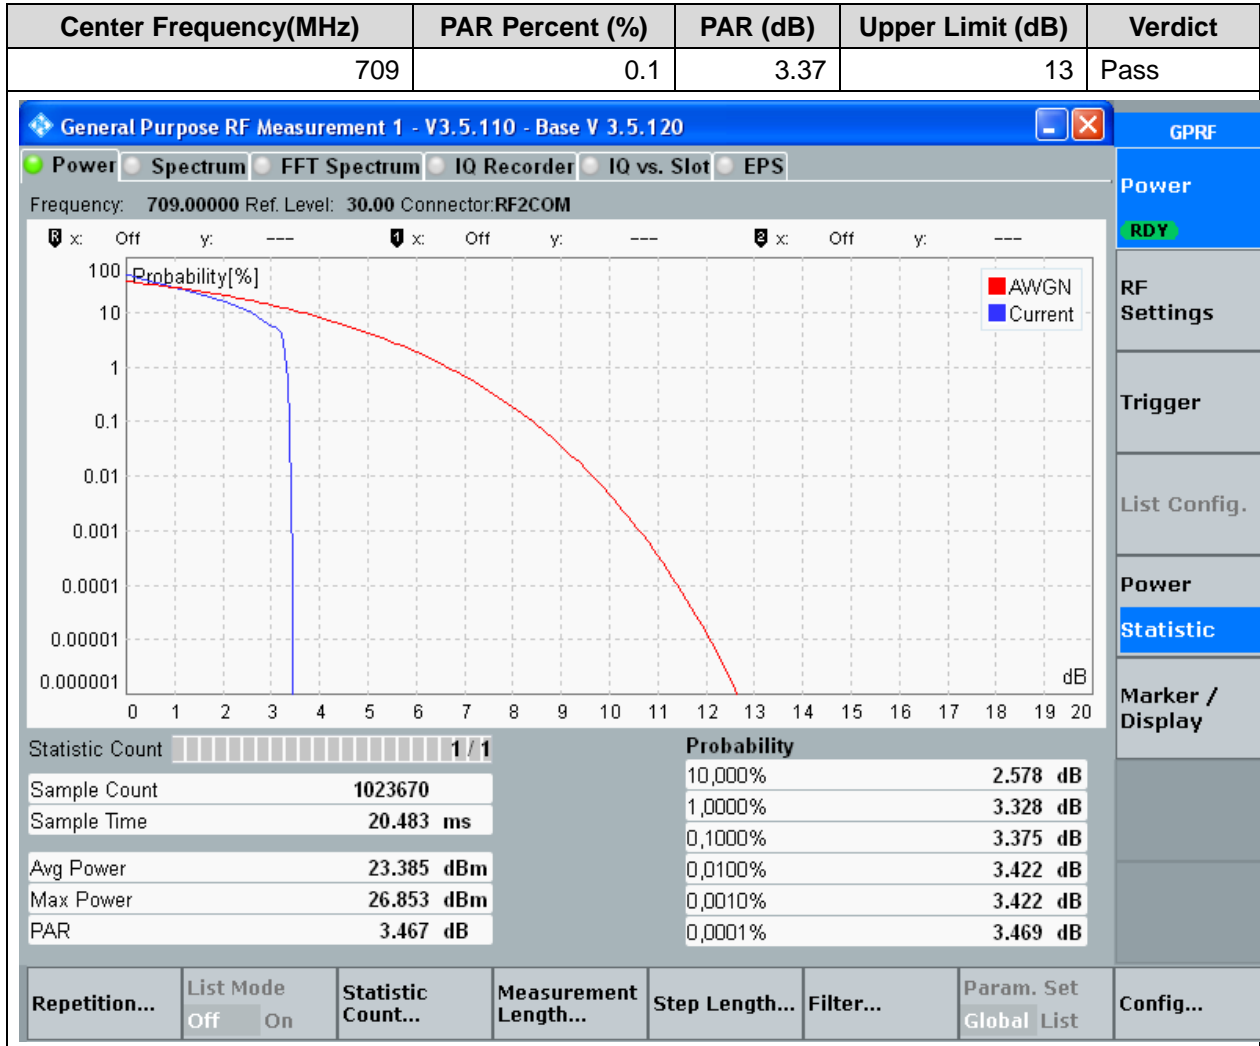 Center Frequency(MHz) PAR Percent (%) PAR (dB) Upper Limit (dB) Verdict
709 0.1 3.37 13 Pass
General Purpose RF Measurement 1 - V3.5.110 - Base V 3.5.120
GPRF
Power Spectrum FFT Spectrum IQ Recorder IQ vs. Slot EPS
Frequency: 709.00000 Ref. Level: 30.00 Connector:RF2COM
Power
RDY
R x: Off y: --- 1 x: Off y: --- 2 x: Off y: ---
Probability[%]
AWGN
Current
100
10
1
0.1
0.01
0.001
0.0001
0.00001
0.000001
dB
0 1 2 3 4 5 6 7 8 9 10 11 12 13 14 15 16 17 18 19 20
RF
Settings
Trigger
List Config.
Power
Statistic
Marker /
Display
Statistic Count 1 / 1
Sample Count 1023670
Sample Time 20.483 ms
Avg Power 23.385 dBm
Max Power 26.853 dBm
PAR 3.467 dB
Probability
10,000% 2.578 dB
1,0000% 3.328 dB
0,1000% 3.375 dB
0,0100% 3.422 dB
0,0010% 3.422 dB
0,0001% 3.469 dB
Repetition...
List Mode
Off On
Statistic
Count...
Measurement
Length...
Step Length...
Filter...
Param. Set
Global List
Config...